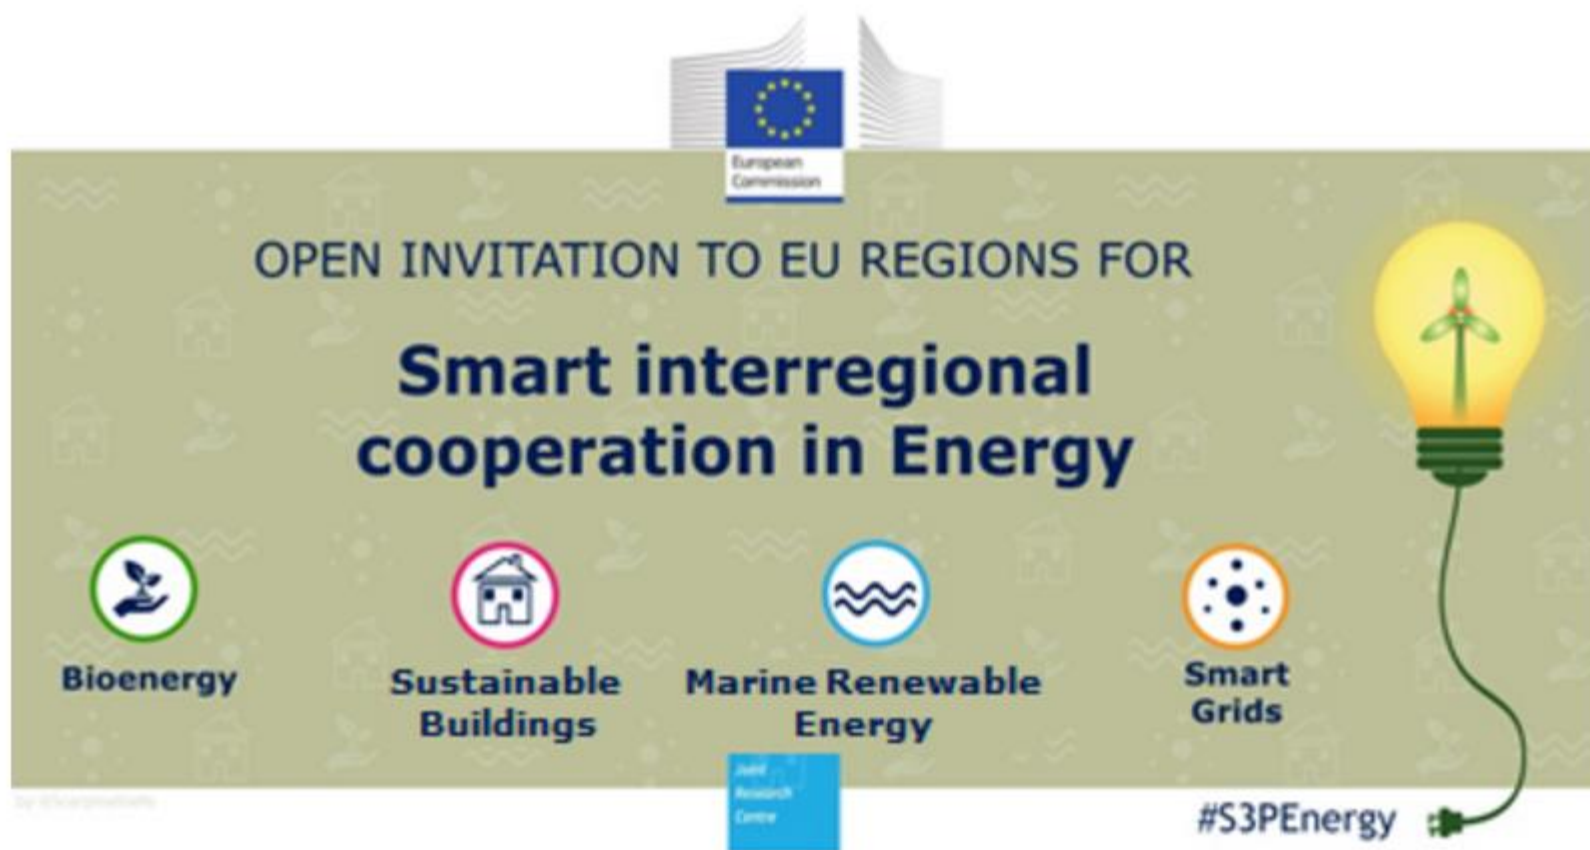 European
Commission
OPEN INVITATION TO EU REGIONS FOR
Smart interregional
cooperation in Energy
Bioenergy
Sustainable
Buildings
Marine Renewable
Energy
Smart
Grids
Joint
Research
Centre
#S3PEnergy